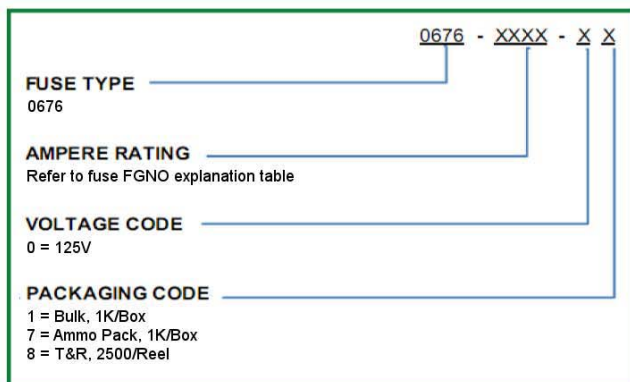 0676 - XXXX - X X
FUSE TYPE
0676
AMPERE RATING
Refer to fuse FGNO explanation table
VOLTAGE CODE
0 = 125V
PACKAGING CODE
1 = Bulk, 1K/Box
7 = Ammo Pack, 1K/Box
8 = T&R, 2500/Reel